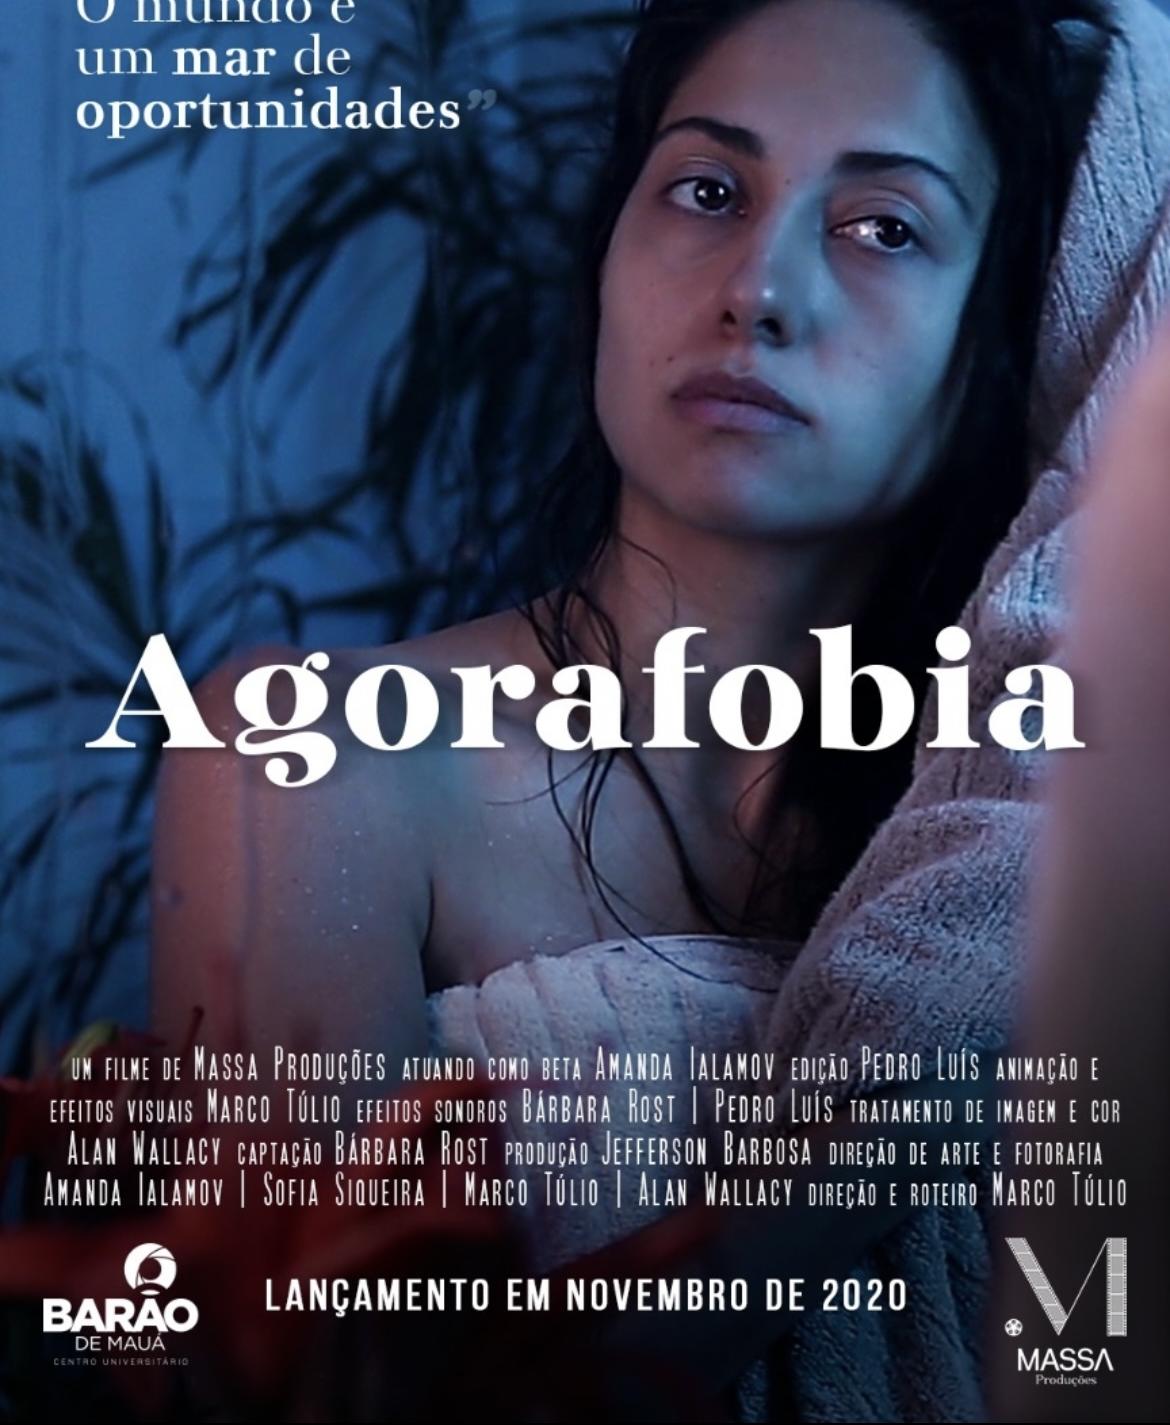 O mundo é
um mar de
oportunidades”
Agorafobia
UM FILME DE MASSA PRODUÇÕES ATUANDO COMO BETA AMANDA IALAMOV EDIÇÃO PEDRO LUÍS ANIMAÇÃO E
EFEITOS VISUAIS MARCO TÚLIO EFEITOS SONOROS BÁRBARA ROST | PEDRO LUÍS TRATAMENTO DE IMAGEM E COR
ALAN WALLACY CAPTAÇÃO BÁRBARA ROST PRODUÇÃO JEFFERSON BARBOSA DIREÇÃO DE ARTE E FOTOGRAFIA
AMANDA IALAMOV | SOFIA SIQUEIRA | MARCO TÚLIO | ALAN WALLACY DIREÇÃO E ROTEIRO MARCO TÚLIO
BARÃO
DE MAUÁ
CENTRO UNIVERSITÁRIO
LANÇAMENTO EM NOVEMBRO DE 2020
.M
MASSA
Produções